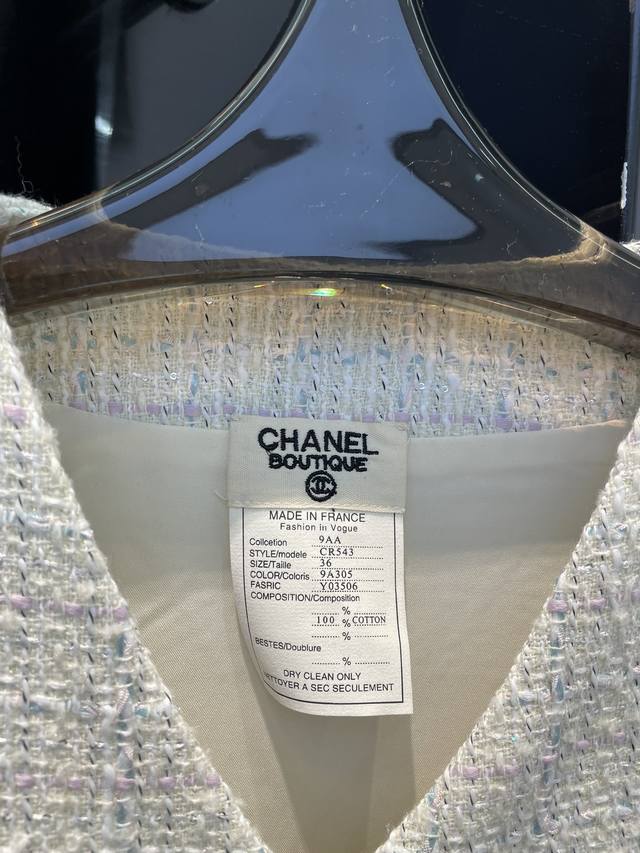 CHANEL
BOUTIQUE
MADE IN FRANCE
Fashion in Vogue
Collcetion 9AA
STYLE/modele CR543
SIZE/Taille 36
COLOR/Coloris 9A305
FASRIC Y03506
COMPOSITION/Composition
%
100 % COTTON
%
BESTES/Doublure
%
DRY CLEAN ONLY
NETTOYER A SEC SECULEMENT